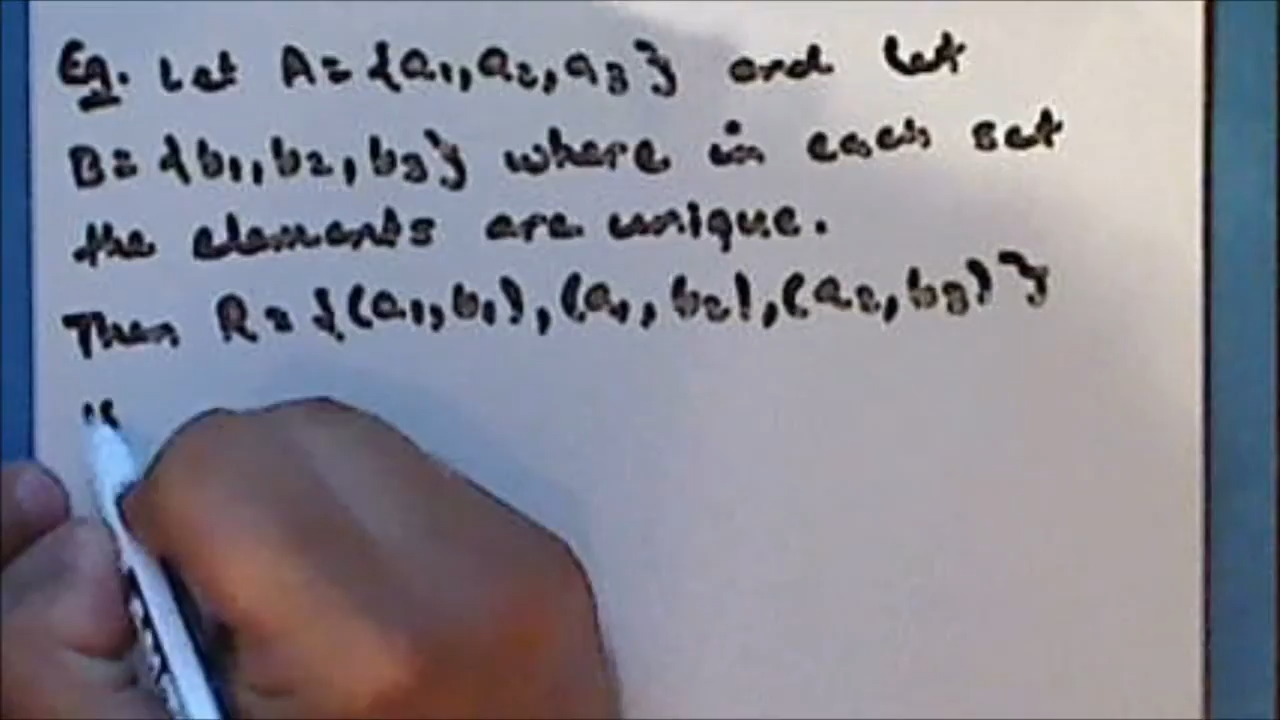 Eg. Let A = {a₁, a₂, a₃} and let
B = {b₁, b₂, b₃} where in each set
the elements are unique.
Then R = {(a₁, b₁), (a₁, b₂), (a₂, b₃)}
is